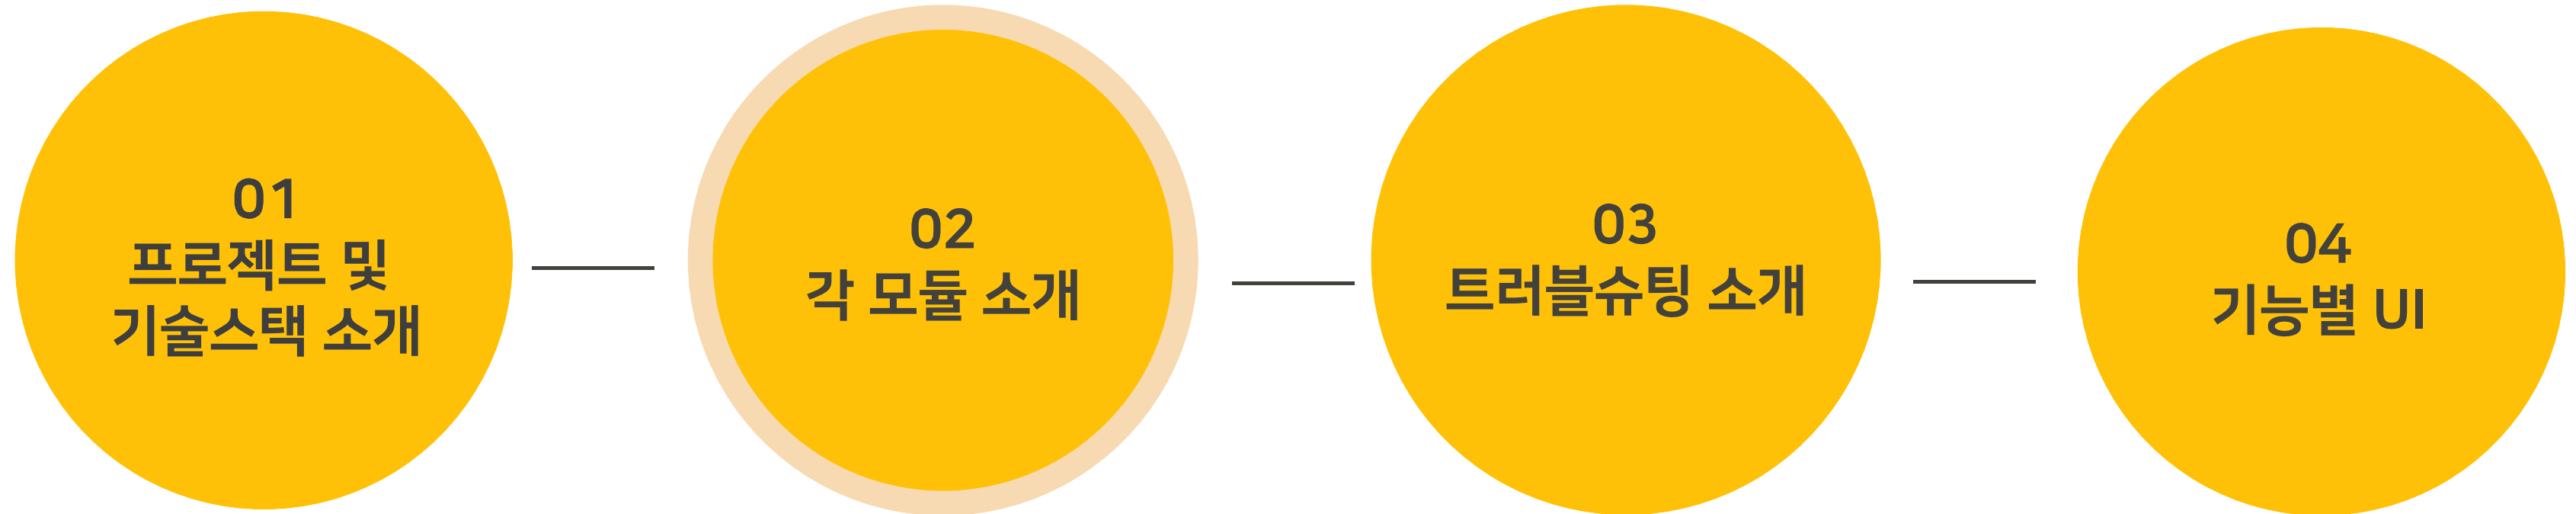 01
프로젝트 및
기술스택 소개
02
각 모듈 소개
03
트러블슈팅 소개
04
기능별 UI